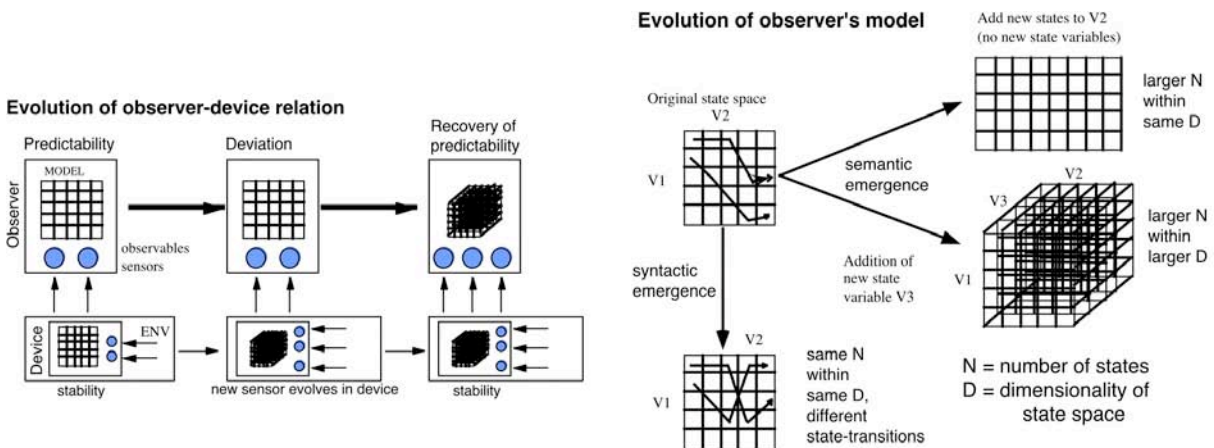 Evolution of observer-device relation
Predictability
Deviation
Recovery of
predictability
Observer
MODEL
observables
sensors
Device
ENV
stability
new sensor evolves in device
stability
Evolution of observer's model
Original state space
V2
V1
Add new states to V2
(no new state variables)
larger N
within
same D
semantic
emergence
V3
V2
V1
larger N
within
larger D
Addition of
new state
variable V3
syntactic
emergence
V2
V1
same N
within
same D,
different
state-transitions
N = number of states
D = dimensionality of
state space